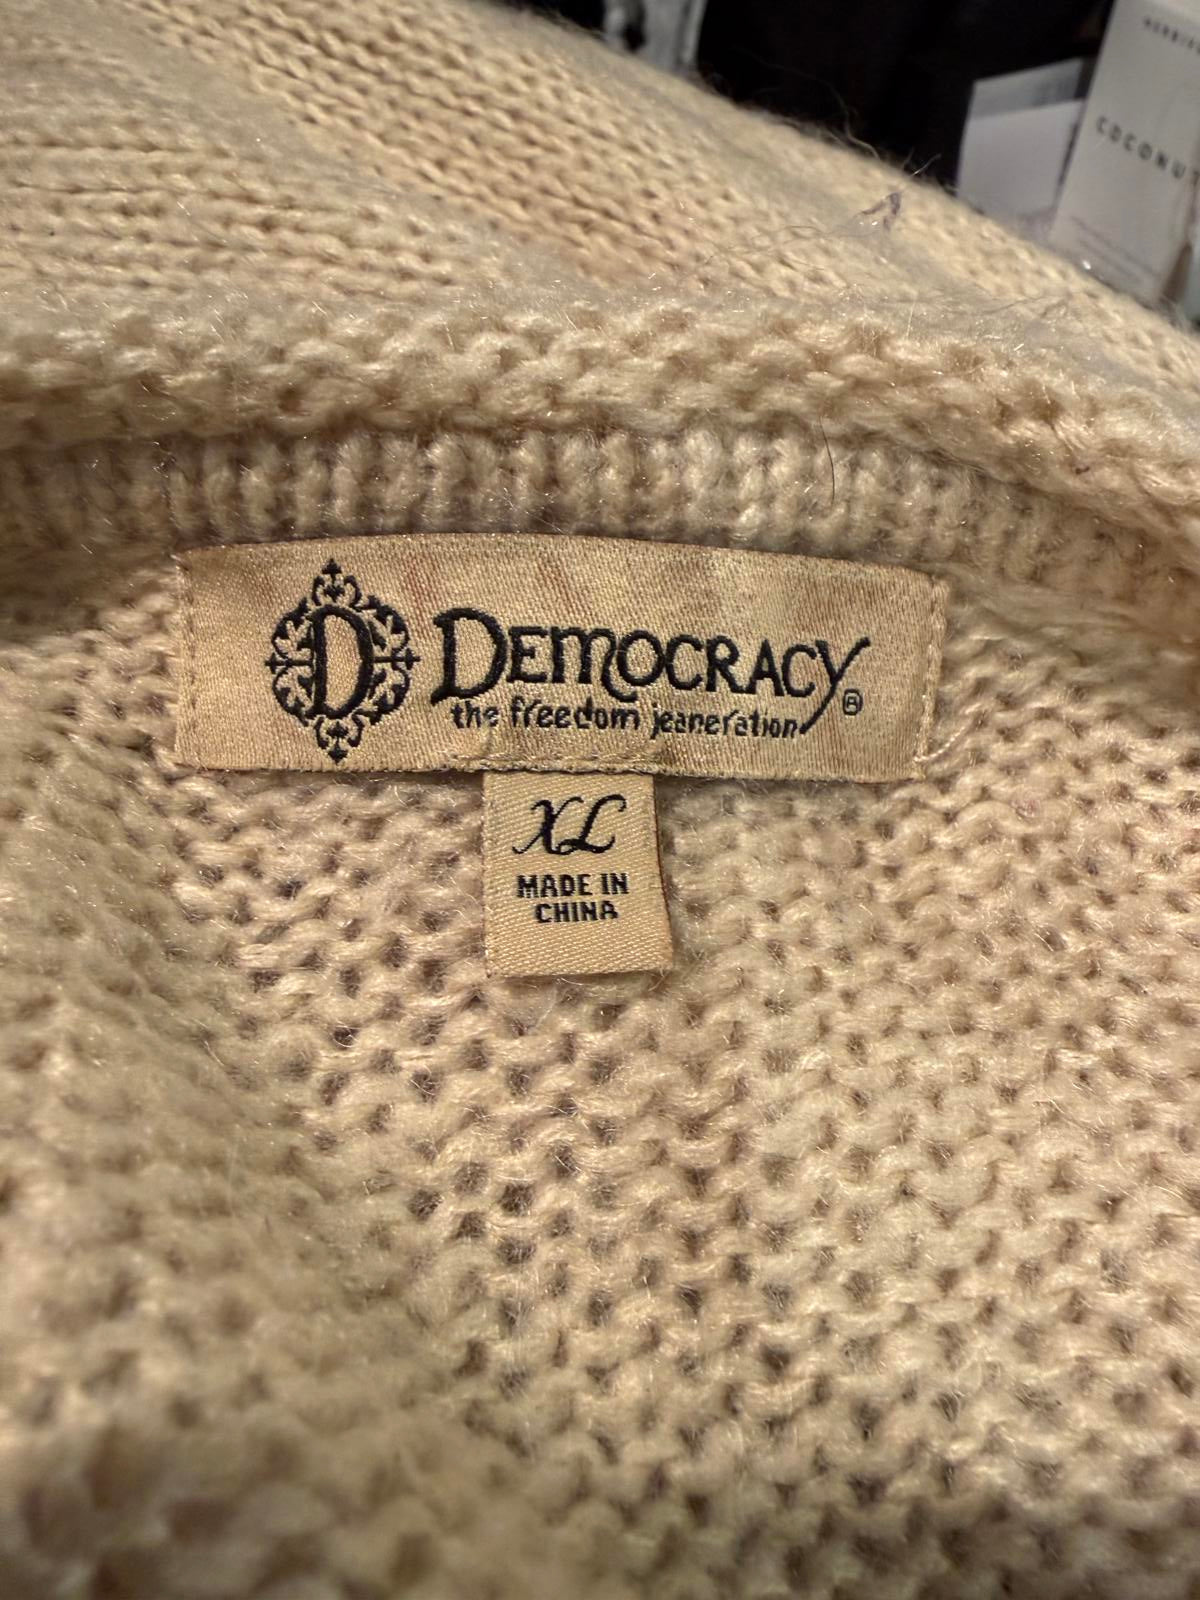 COCONUT
D
DEMOCRACY®
the freedom jeaneration
XL
MADE IN
CHINA